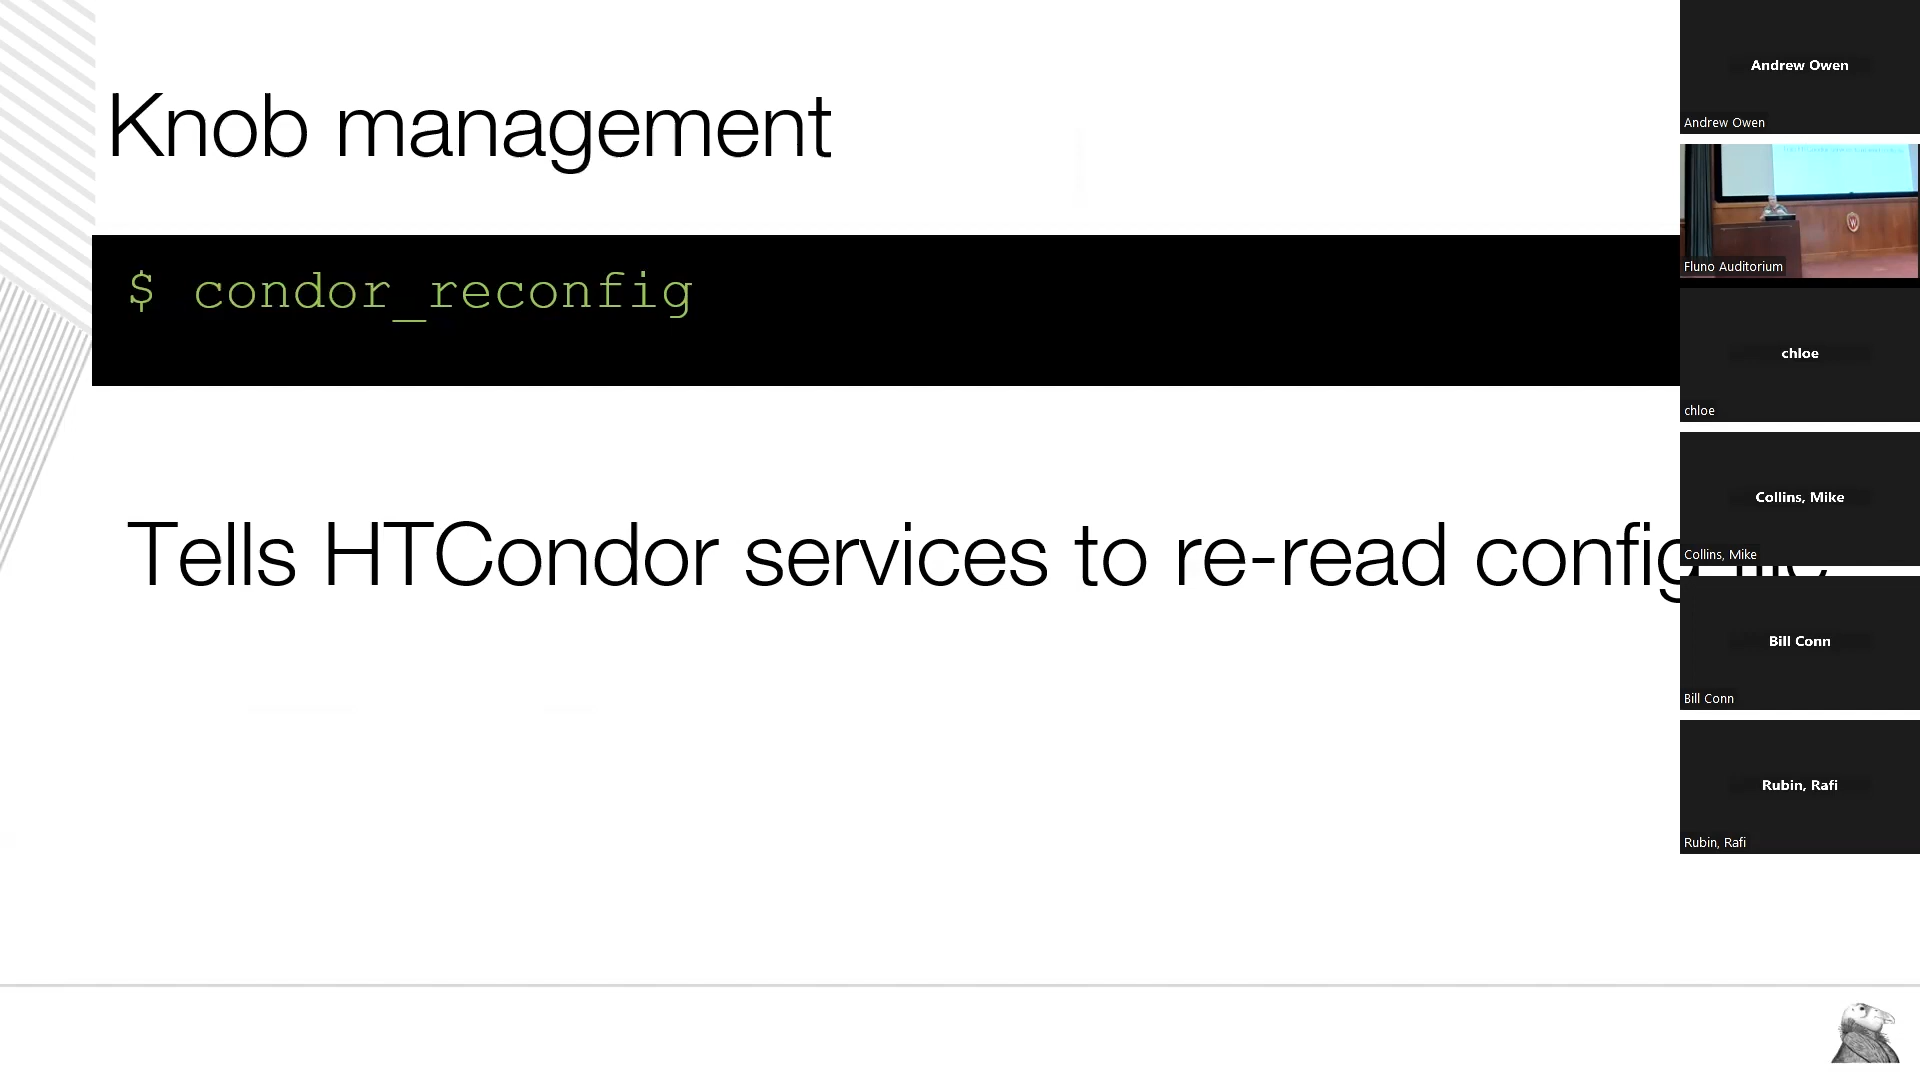 Knob management
$ condor_reconfig
Tells HTCondor services to re-read config file
Andrew Owen
Andrew Owen
Fluno Auditorium
chloe
chloe
Collins, Mike
Collins, Mike
Bill Conn
Bill Conn
Rubin, Rafi
Rubin, Rafi